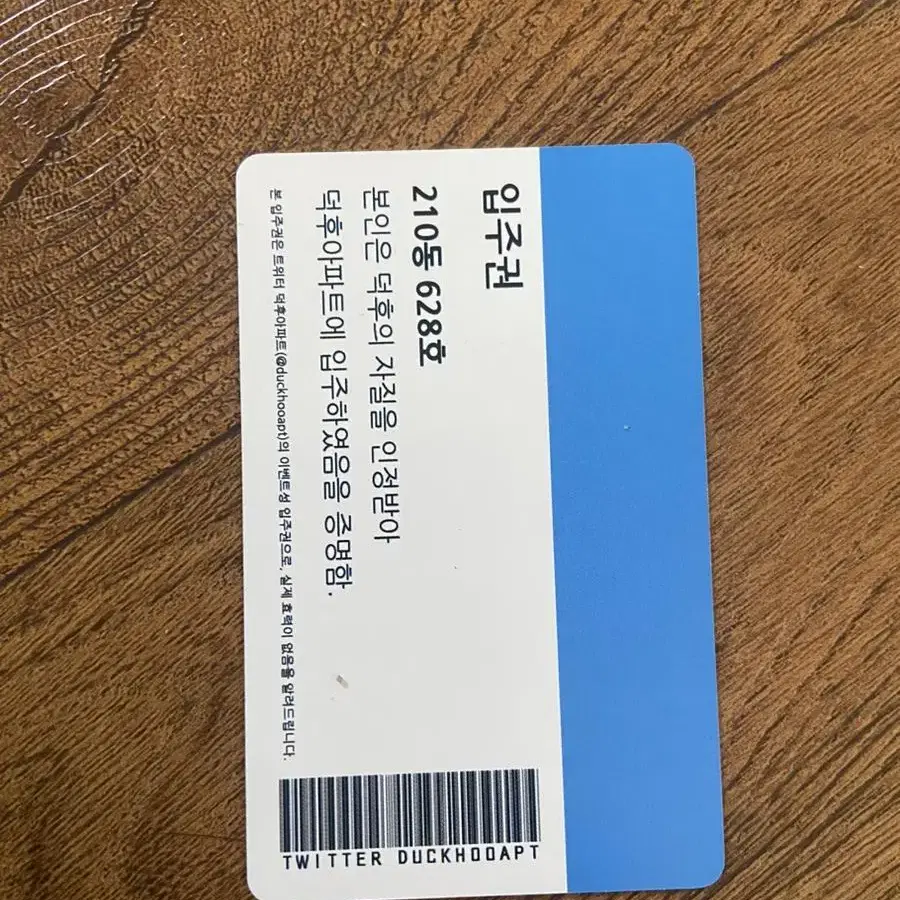 입주권
210동 628호
본인은 덕후의 자질을 인정받아
덕후아파트에 입주하였음을 증명함.
본 입주권은 트위터 덕후아파트(@duckhooapt)의 이벤트성 입주권으로, 실제 효력이 없음을 알려드립니다.
TWITTER DUCKHOOAPT